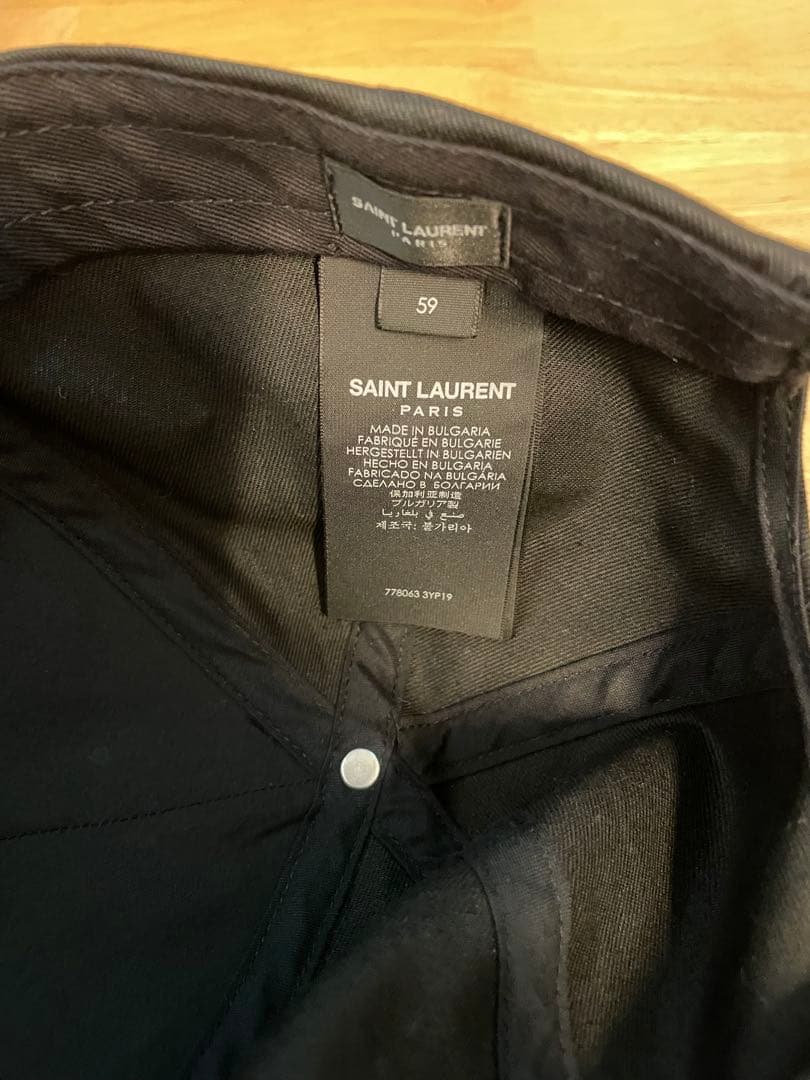 SAINT LAURENT
PARIS
59
SAINT LAURENT
PARIS
MADE IN BULGARIA
FABRIQUÉ EN BULGARIE
HERGESTELLT IN BULGARIEN
HECHO EN BULGARIA
FABRICADO NA BULGÁRIA
СДЕЛАНО В БОЛГАРИИ
保加利亚制造
ブルガリア製
صنع في بلغاريا
제조국: 불가리아
778063 3YP19